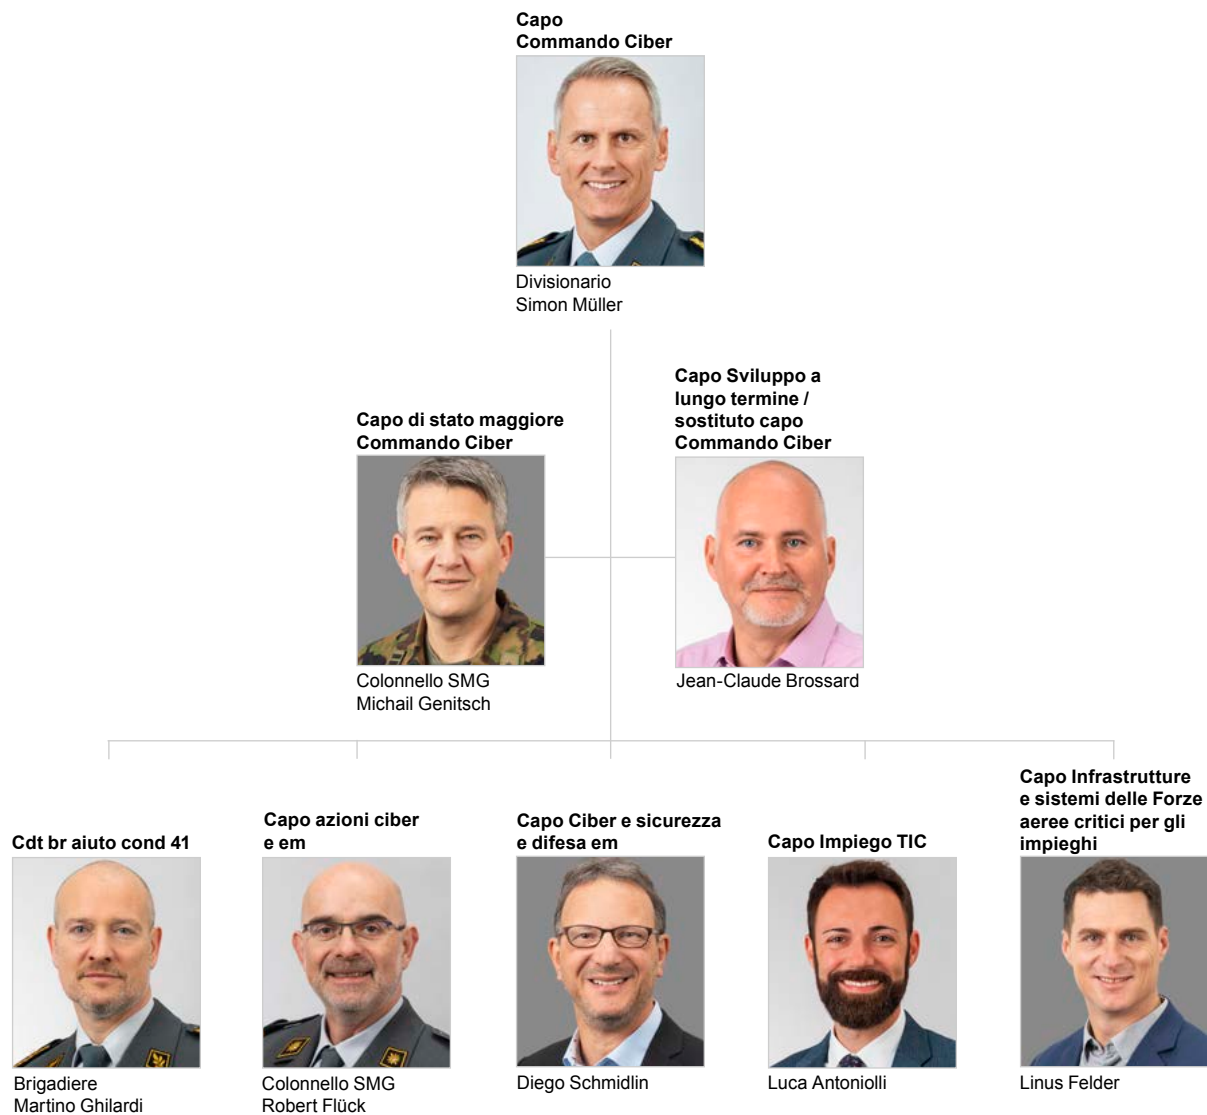 Capo
Commando Ciber
Divisionario
Simon Müller
Capo di stato maggiore
Commando Ciber
Colonnello SMG
Michail Genitsch
Capo Sviluppo a
lungo termine /
sostituto capo
Commando Ciber
Jean-Claude Brossard
Cdt br aiuto cond 41
Brigadiere
Martino Ghilardi
Capo azioni ciber
e em
Colonnello SMG
Robert Flück
Capo Ciber e sicurezza
e difesa em
Diego Schmidlin
Capo Impiego TIC
Luca Antoniolli
Capo Infrastrutture
e sistemi delle Forze
aeree critici per gli
impieghi
Linus Felder